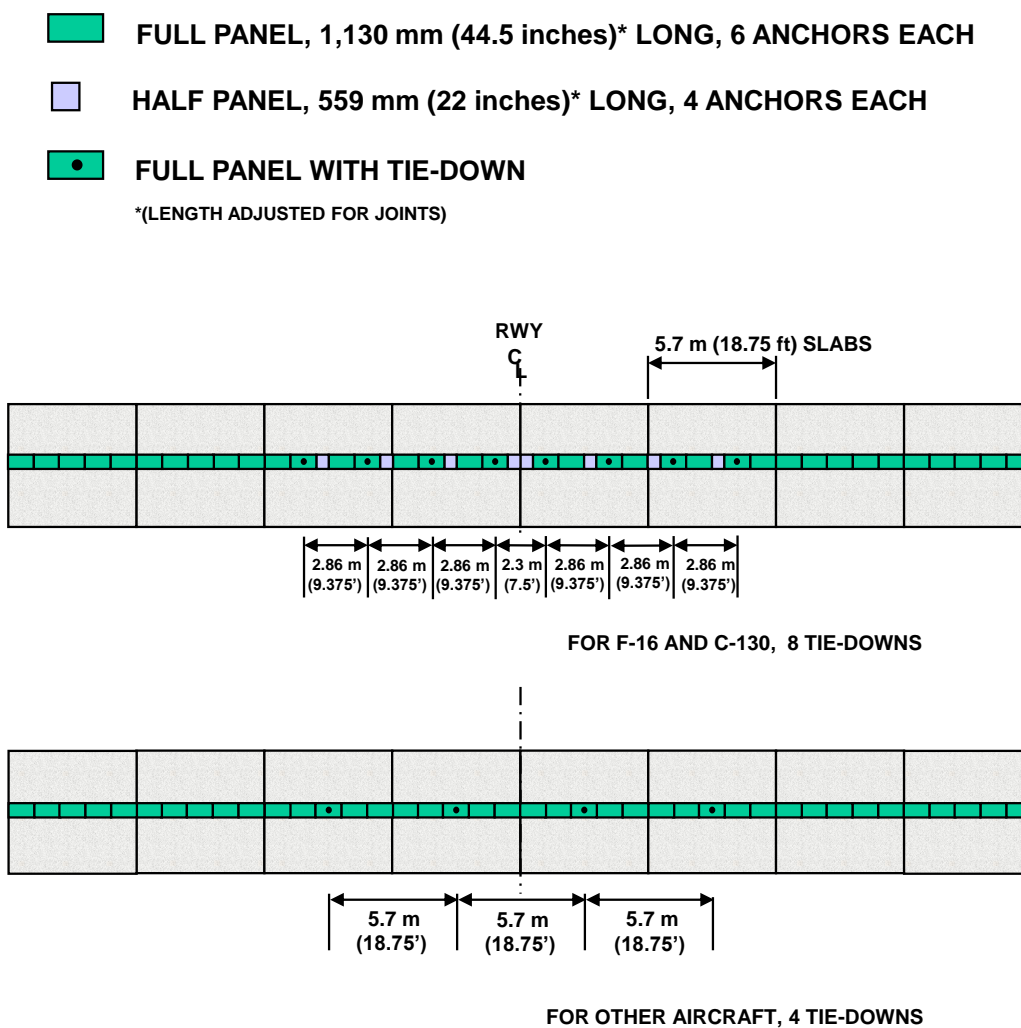 FULL PANEL, 1,130 mm (44.5 inches)* LONG, 6 ANCHORS EACH
HALF PANEL, 559 mm (22 inches)* LONG, 4 ANCHORS EACH
FULL PANEL WITH TIE-DOWN
*(LENGTH ADJUSTED FOR JOINTS)
RWY
C
L
5.7 m (18.75 ft) SLABS
2.86 m
(9.375')
2.86 m
(9.375')
2.86 m
(9.375')
2.3 m
(7.5')
2.86 m
(9.375')
2.86 m
(9.375')
2.86 m
(9.375')
FOR F-16 AND C-130, 8 TIE-DOWNS
5.7 m
(18.75')
5.7 m
(18.75')
5.7 m
(18.75')
FOR OTHER AIRCRAFT, 4 TIE-DOWNS